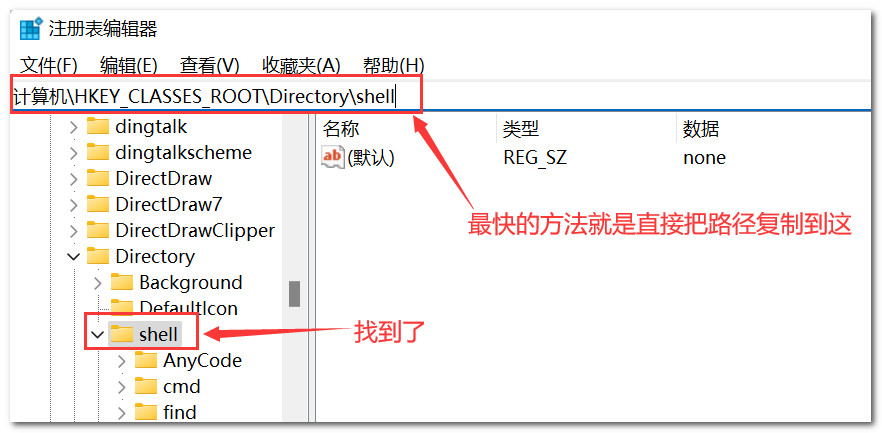 注册表编辑器
文件(F) 编辑(E) 查看(V) 收藏夹(A) 帮助(H)
计算机\HKEY_CLASSES_ROOT\Directory\shell
dingtalk
dingtalkscheme
DirectDraw
DirectDraw7
DirectDrawClipper
Directory
Background
DefaultIcon
shell
AnyCode
cmd
find
名称 类型 数据
ab (默认) REG_SZ none
最快的方法就是直接把路径复制到这
找到了